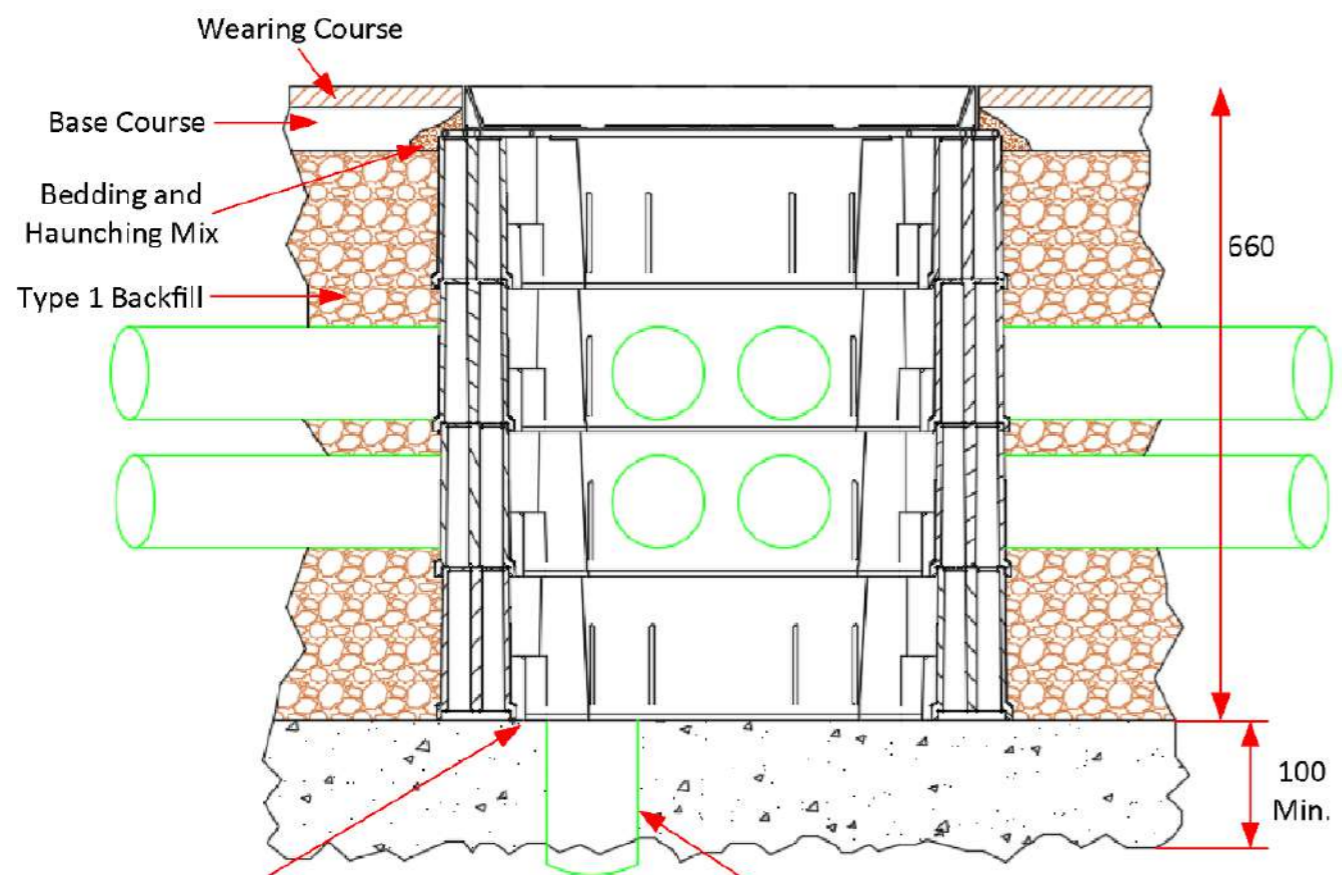 Wearing Course
Base Course
Bedding and
Haunching Mix
Type 1 Backfill
660
100
Min.